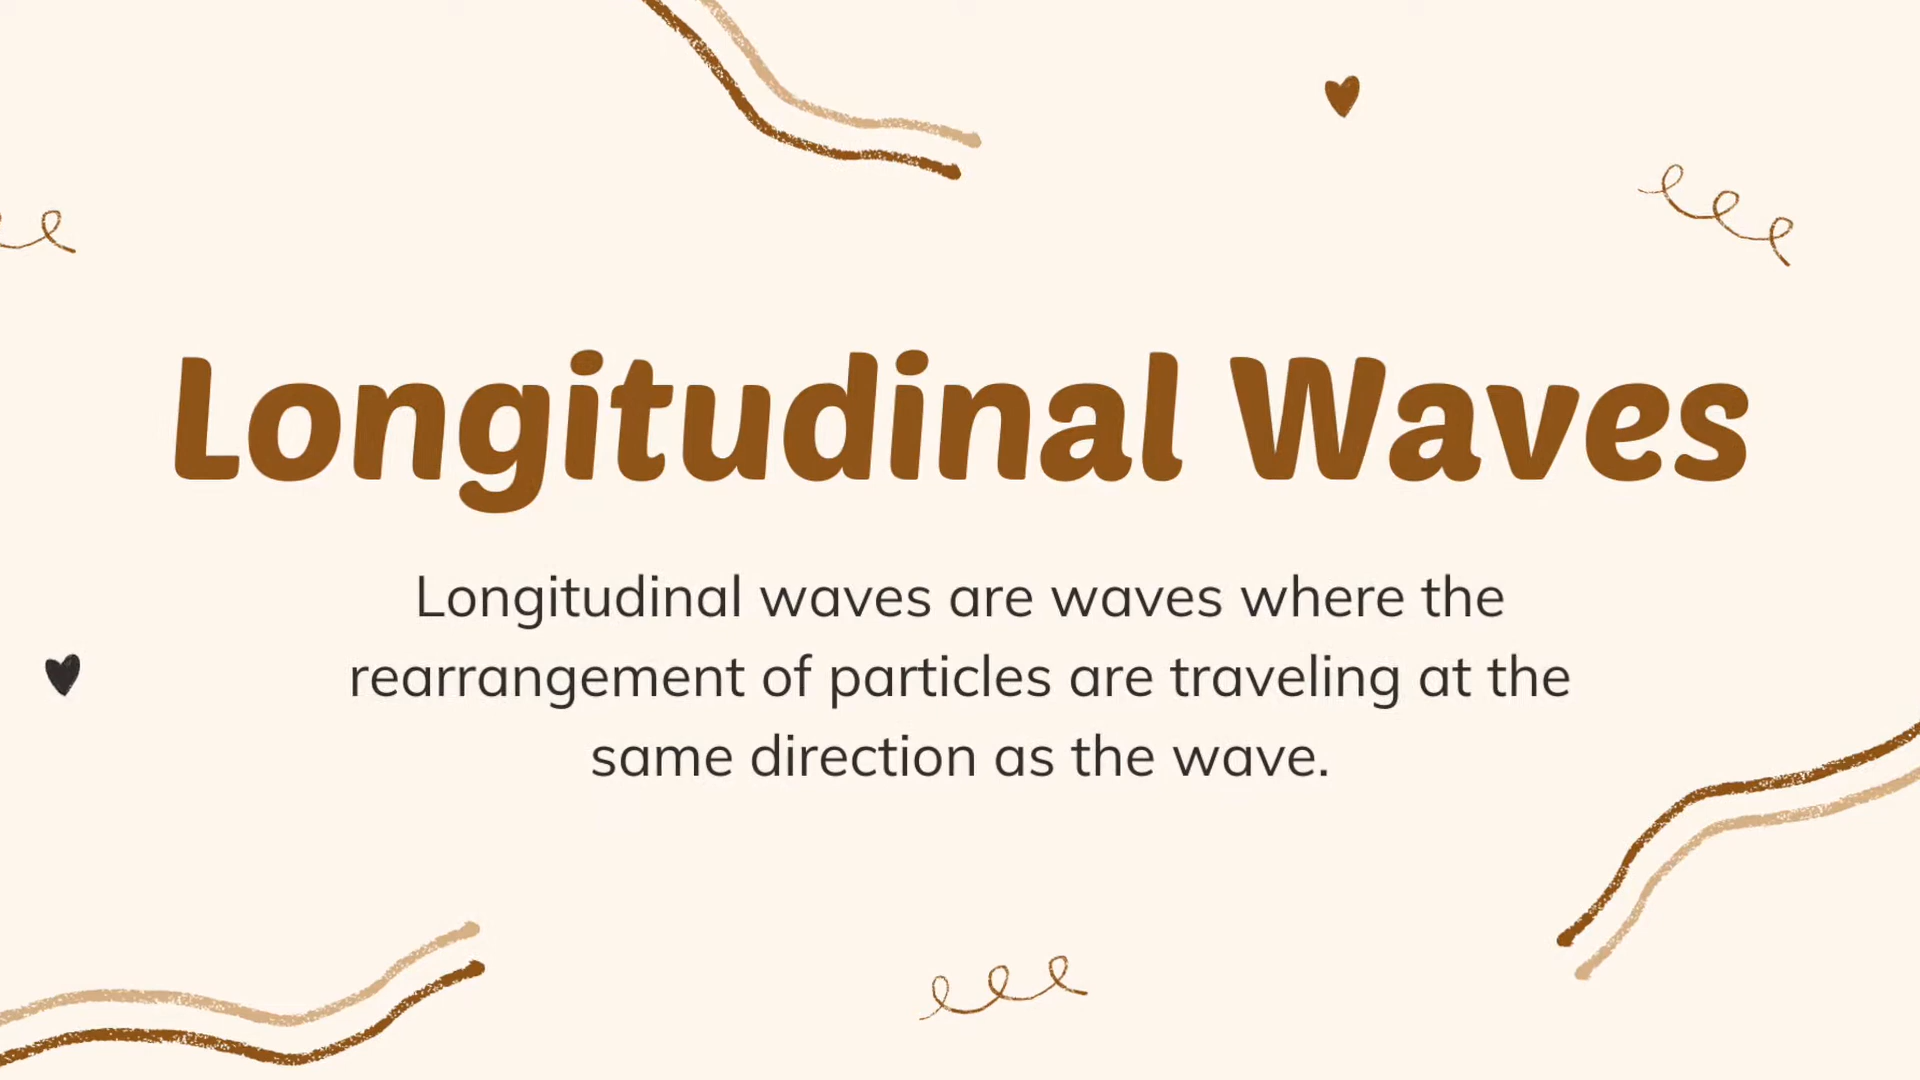 Longitudinal Waves
Longitudinal waves are waves where the
rearrangement of particles are traveling at the
same direction as the wave.